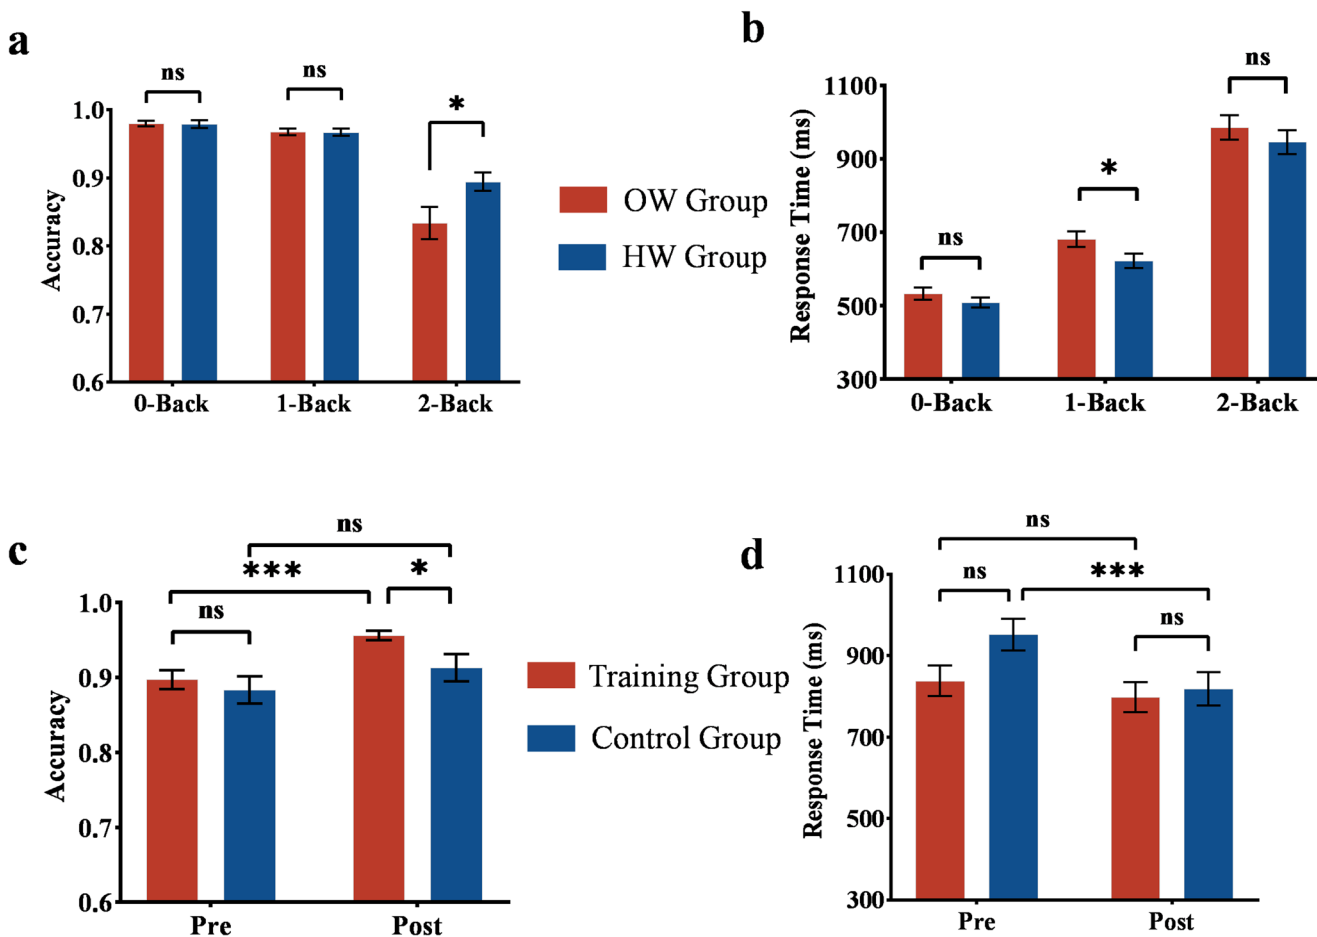 a
ns
ns
*
1.0
0.9
0.8
0.7
0.6
Accuracy
0-Back
1-Back
2-Back
OW Group
HW Group
b
ns
*
ns
1100
900
700
500
300
Response Time (ms)
0-Back
1-Back
2-Back
c
ns
***
*
ns
1.0
0.9
0.8
0.7
0.6
Accuracy
Pre
Post
Training Group
Control Group
d
ns
ns
***
ns
1100
900
700
500
300
Response Time (ms)
Pre
Post